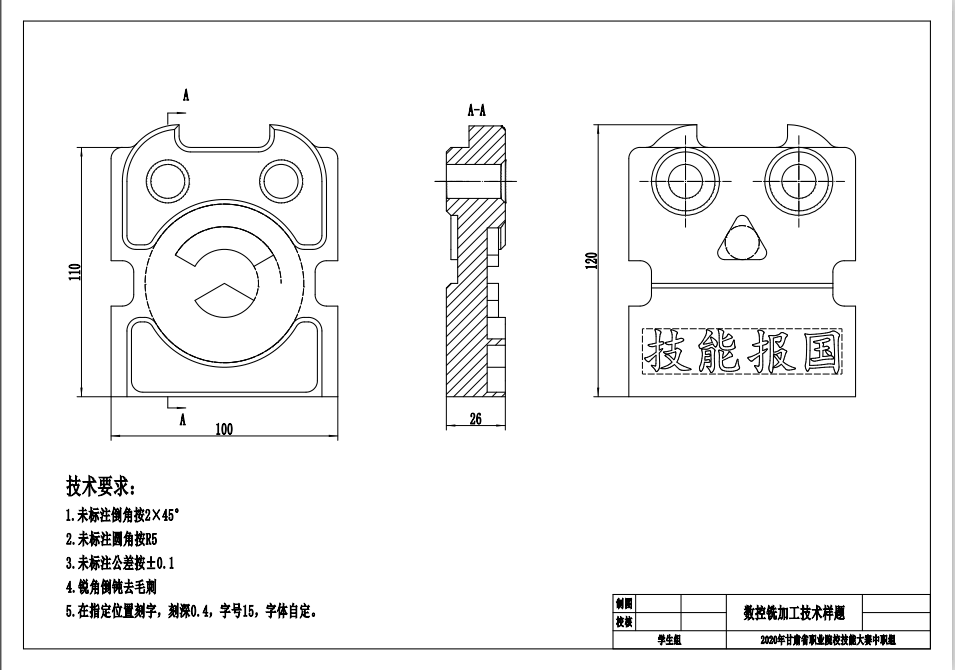 A
A-A
110
120
技能报国
A
100
26
技术要求:
1.未标注倒角按2×45°
2.未标注圆角按R5
3.未标注公差按±0.1
4.锐角倒钝去毛刺
5.在指定位置刻字，刻深0.4，字号15，字体自定。
制图
校核
数控铣加工技术样题
学生组
2020年甘肃省职业院校技能大赛中职组